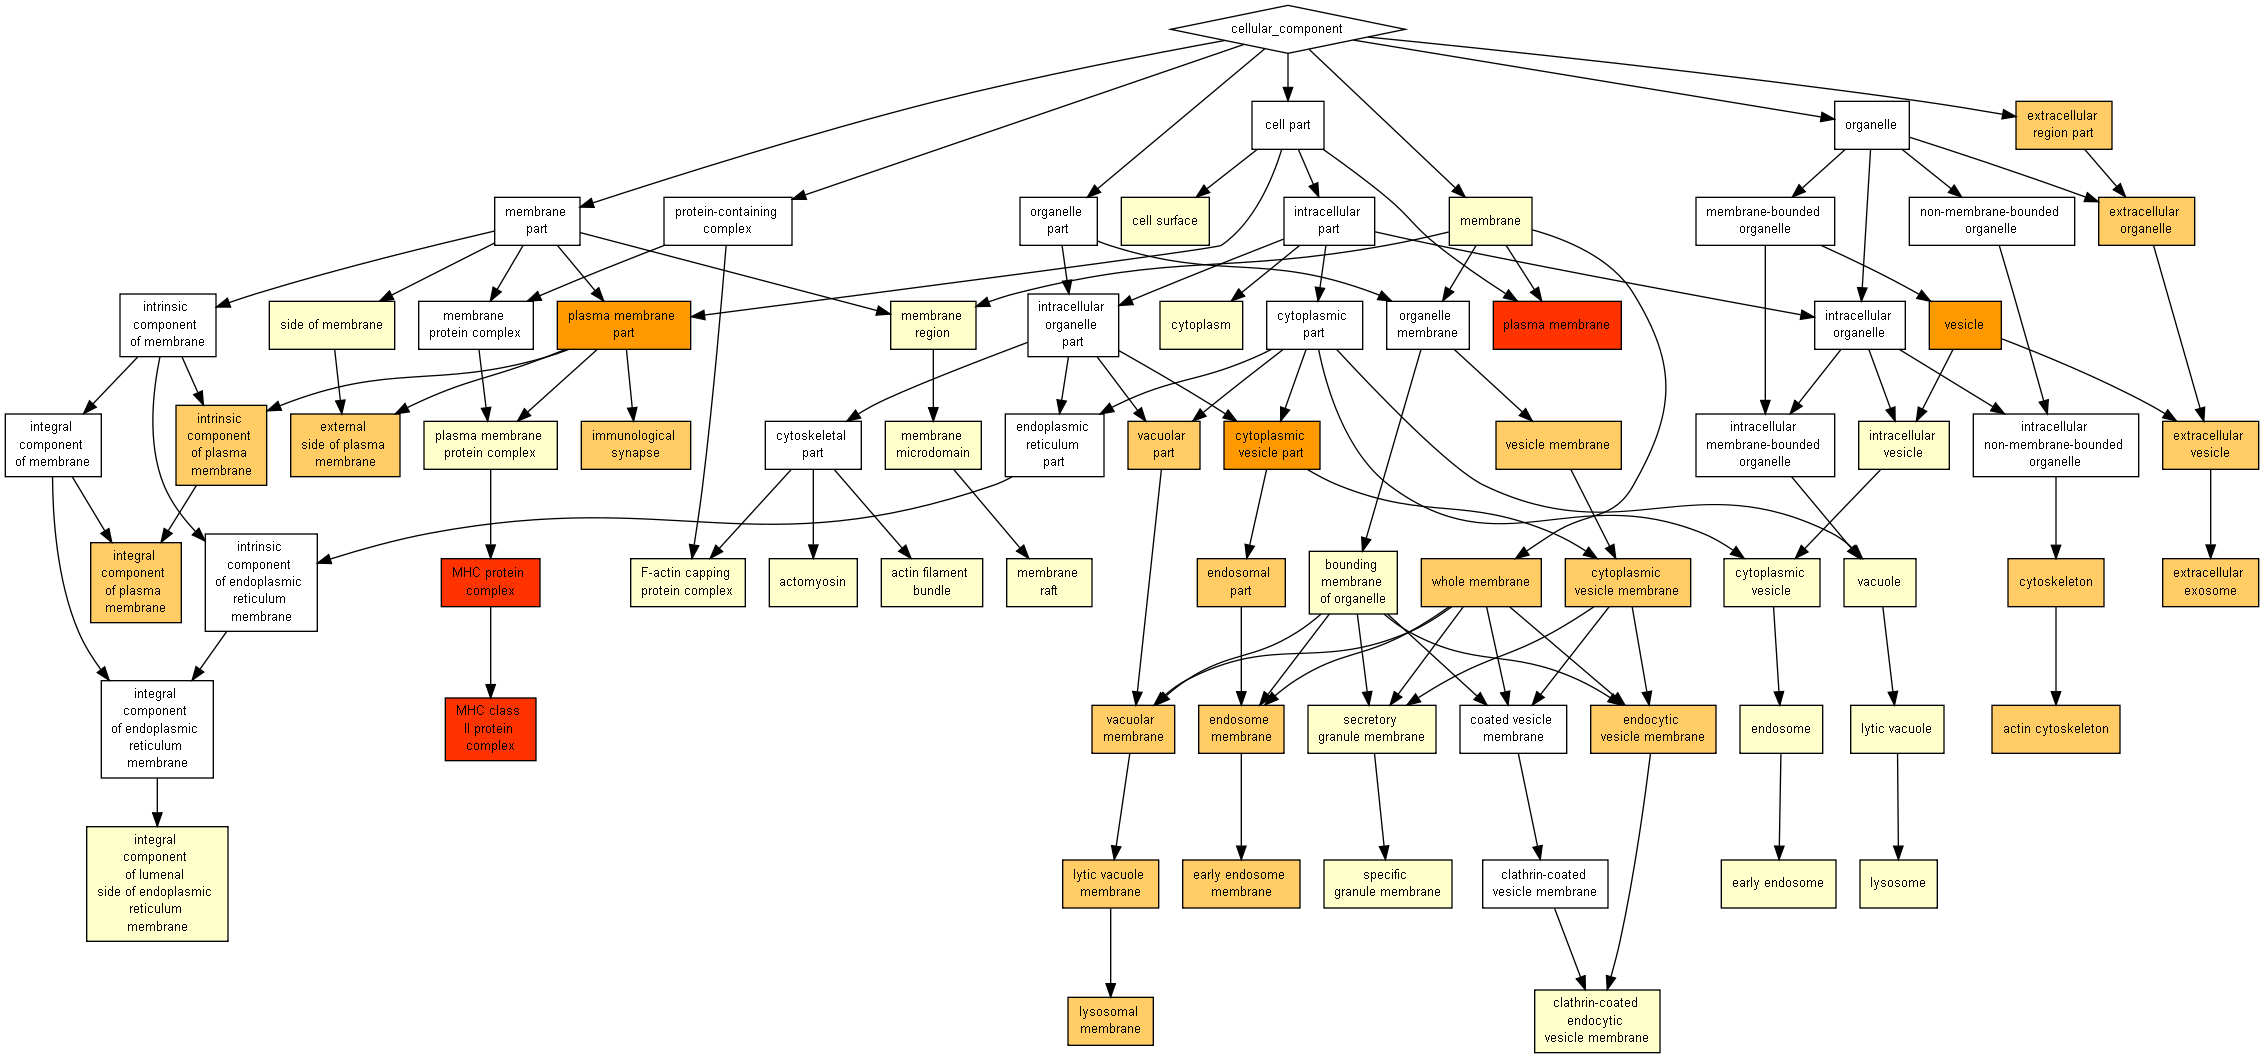 cellular_component
cell part
organelle
extracellular
region part
membrane
part
protein-containing
complex
organelle
part
cell surface
intracellular
part
membrane
membrane-bounded
organelle
non-membrane-bounded
organelle
extracellular
organelle
intrinsic
component
of membrane
side of membrane
membrane
protein complex
plasma membrane
part
membrane
region
intracellular
organelle
part
cytoplasm
cytoplasmic
part
organelle
membrane
plasma membrane
intracellular
organelle
vesicle
integral
component
of membrane
intrinsic
component
of plasma
membrane
external
side of plasma
membrane
plasma membrane
protein complex
immunological
synapse
cytoskeletal
part
membrane
microdomain
endoplasmic
reticulum
part
vacuolar
part
cytoplasmic
vesicle part
vesicle membrane
intracellular
membrane-bounded
organelle
intracellular
vesicle
intracellular
non-membrane-bounded
organelle
extracellular
vesicle
integral
component
of plasma
membrane
intrinsic
component
of endoplasmic
reticulum
membrane
MHC protein
complex
F-actin capping
protein complex
actomyosin
actin filament
bundle
membrane
raft
endosomal
part
bounding
membrane
of organelle
whole membrane
cytoplasmic
vesicle membrane
cytoplasmic
vesicle
vacuole
cytoskeleton
extracellular
exosome
integral
component
of endoplasmic
reticulum
membrane
MHC class
II protein
complex
vacuolar
membrane
endosome
membrane
secretory
granule membrane
coated vesicle
membrane
endocytic
vesicle membrane
endosome
lytic vacuole
actin cytoskeleton
integral
component
of lumenal
side of endoplasmic
reticulum
membrane
lytic vacuole
membrane
early endosome
membrane
specific
granule membrane
clathrin-coated
vesicle membrane
early endosome
lysosome
lysosomal
membrane
clathrin-coated
endocytic
vesicle membrane